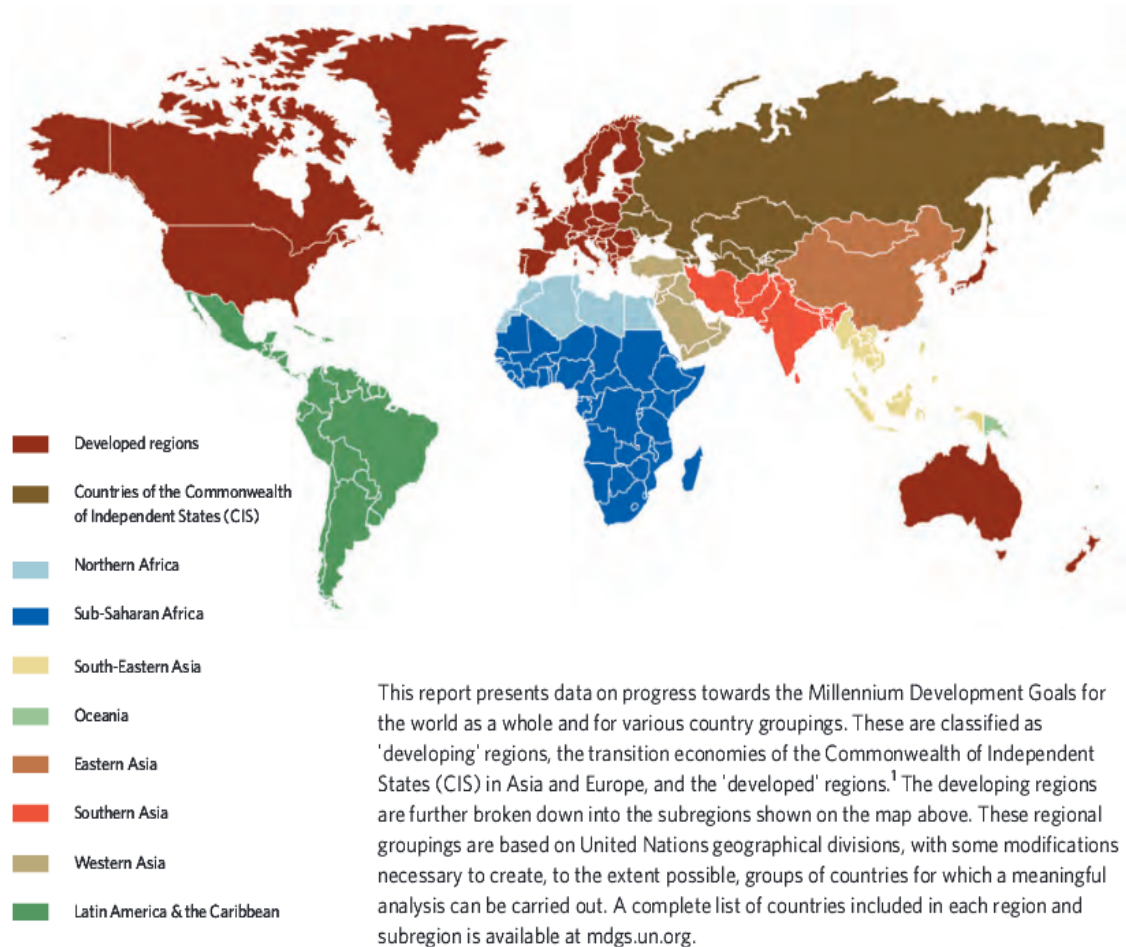 Developed regions
Countries of the Commonwealth
of Independent States (CIS)
Northern Africa
Sub-Saharan Africa
South-Eastern Asia
Oceania
Eastern Asia
Southern Asia
Western Asia
Latin America & the Caribbean
This report presents data on progress towards the Millennium Development Goals for
the world as a whole and for various country groupings. These are classified as
'developing' regions, the transition economies of the Commonwealth of Independent
States (CIS) in Asia and Europe, and the 'developed' regions.¹ The developing regions
are further broken down into the subregions shown on the map above. These regional
groupings are based on United Nations geographical divisions, with some modifications
necessary to create, to the extent possible, groups of countries for which a meaningful
analysis can be carried out. A complete list of countries included in each region and
subregion is available at mdgs.un.org.